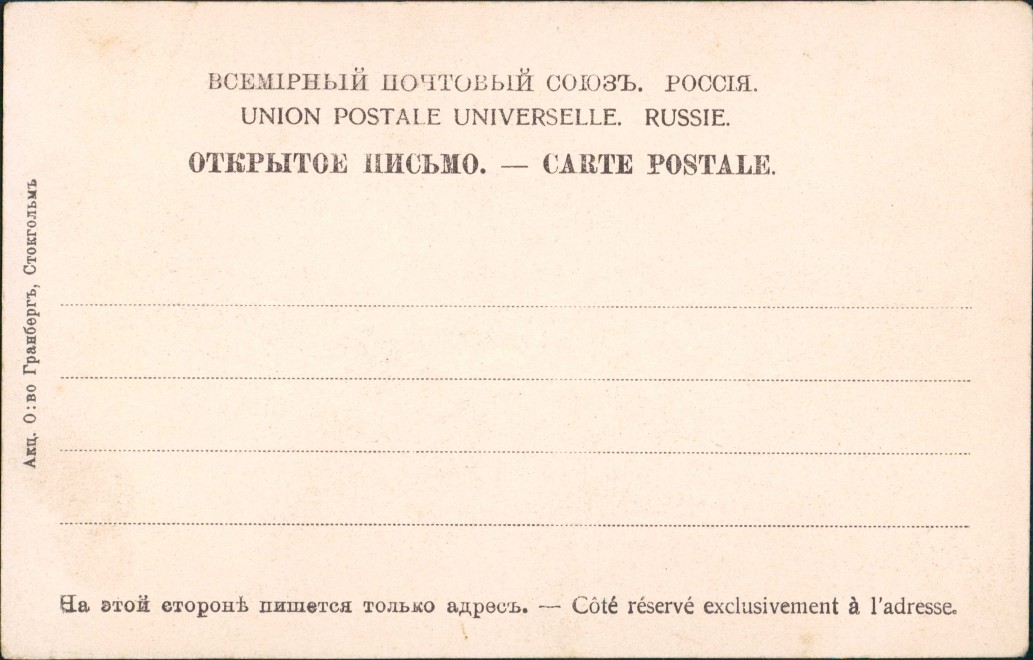 ВСЕМІРНЫЙ ПОЧТОВЫЙ СОЮЗЪ. РОССІЯ.
UNION POSTALE UNIVERSELLE. RUSSIE.
ОТКРЫТОЕ ПИСЬМО. — CARTE POSTALE.
Акц. О:во Гранбергъ, Стокгольмъ
На этой сторонѣ пишется только адресъ. — Côté réservé exclusivement à l'adresse.